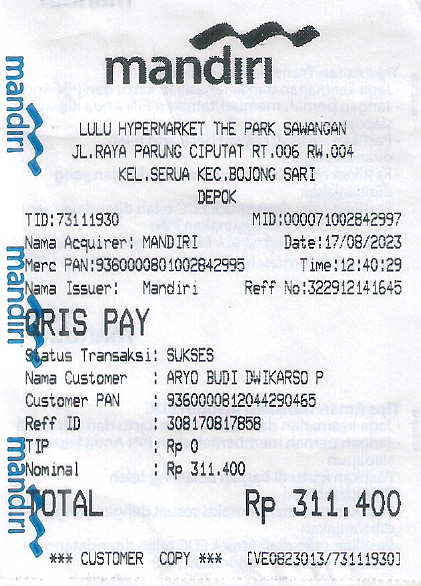 mandiri
LULU HYPERMARKET THE PARK SAWANGAN
JL.RAYA PARUNG CIPUTAT RT.006 RW.004
KEL.SERUA KEC.BOJONG SARI
DEPOK
TID:73111930 MID:000071002842997
Nama Acquirer: MANDIRI Date:17/08/2023
Merc PAN:9360000801002842995 Time:12:40:29
Nama Issuer: Mandiri Reff No:322912141645
QRIS PAY
Status Transaksi: SUKSES
Nama Customer : ARYO BUDI DWIKARSO P
Customer PAN : 9360000812044290465
Reff ID : 308170817858
TIP : Rp 0
Nominal : Rp 311.400
TOTAL Rp 311.400
*** CUSTOMER COPY *** [VE0823013/73111930]
mandiri
mandiri
mandiri